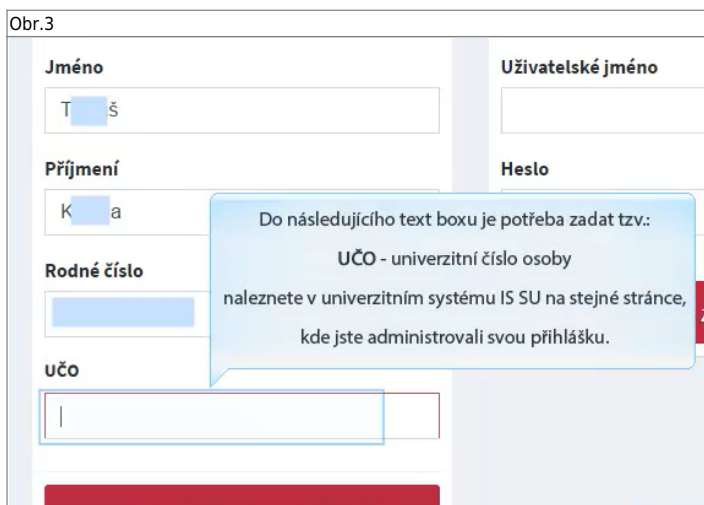 Obr.3
Jméno
T š
Příjmení
K a
Rodné číslo
UČO
Uživatelské jméno
Heslo
Do následujícího text boxu je potřeba zadat tzv.:
UČO - univerzitní číslo osoby
naleznete v univerzitním systému IS SU na stejné stránce,
kde jste administrovali svou přihlášku.